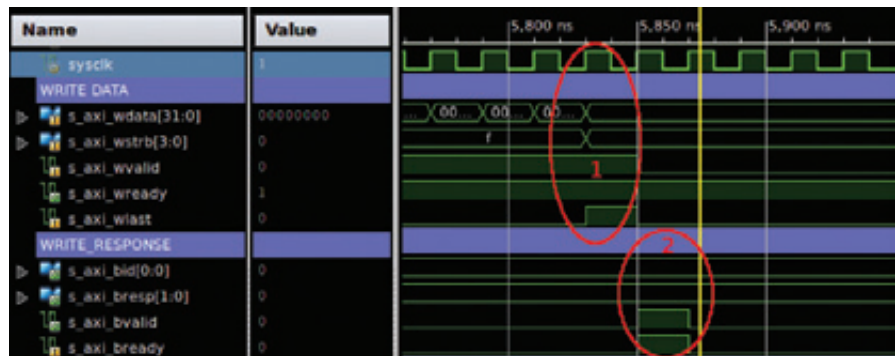 Name Value 5,800 ns 5,850 ns 5,900 ns
sysclk 1
WRITE DATA
s_axi_wdata[31:0] 00000000 ... 00... 00... 00...
s_axi_wstrb[3:0] 0 f
s_axi_wvalid 0 1
s_axi_wready 1
s_axi_wlast 0
WRITE_RESPONSE 2
s_axi_bid[0:0] 0
s_axi_bresp[1:0] 0
s_axi_bvalid 0
s_axi_bready 0